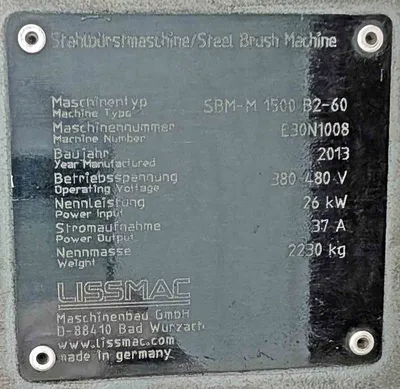 Stahlbürstmaschine/Steel Brush Machine
Maschinentyp SBM-M 1500 B2-60
Machine Type
Maschinennummer E30N1008
Machine Number
Baujahr 2013
Year Manufactured
Betriebsspannung 380-480 V
Operating Voltage
Nennleistung 26 kW
Power Input
Stromaufnahme 37 A
Power Output
Nennmasse 2230 kg
Weight
LISSMAC
Maschinenbau GmbH
D-88410 Bad Wurzach
www.lissmac.com
made in germany